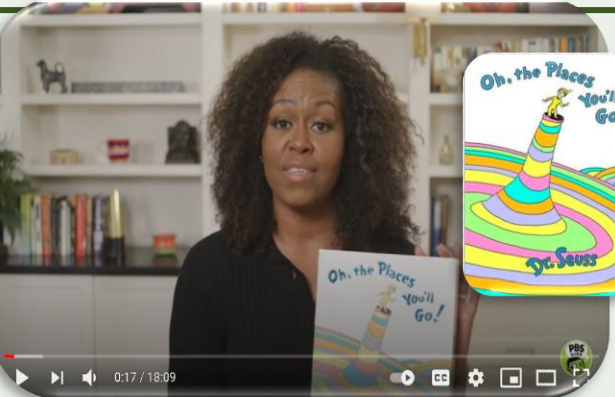 Oh, the Places
You'll
Go
Dr. Seuss
Oh, the Places
You'll
Go!
PBS
0:17 / 18:09
CC